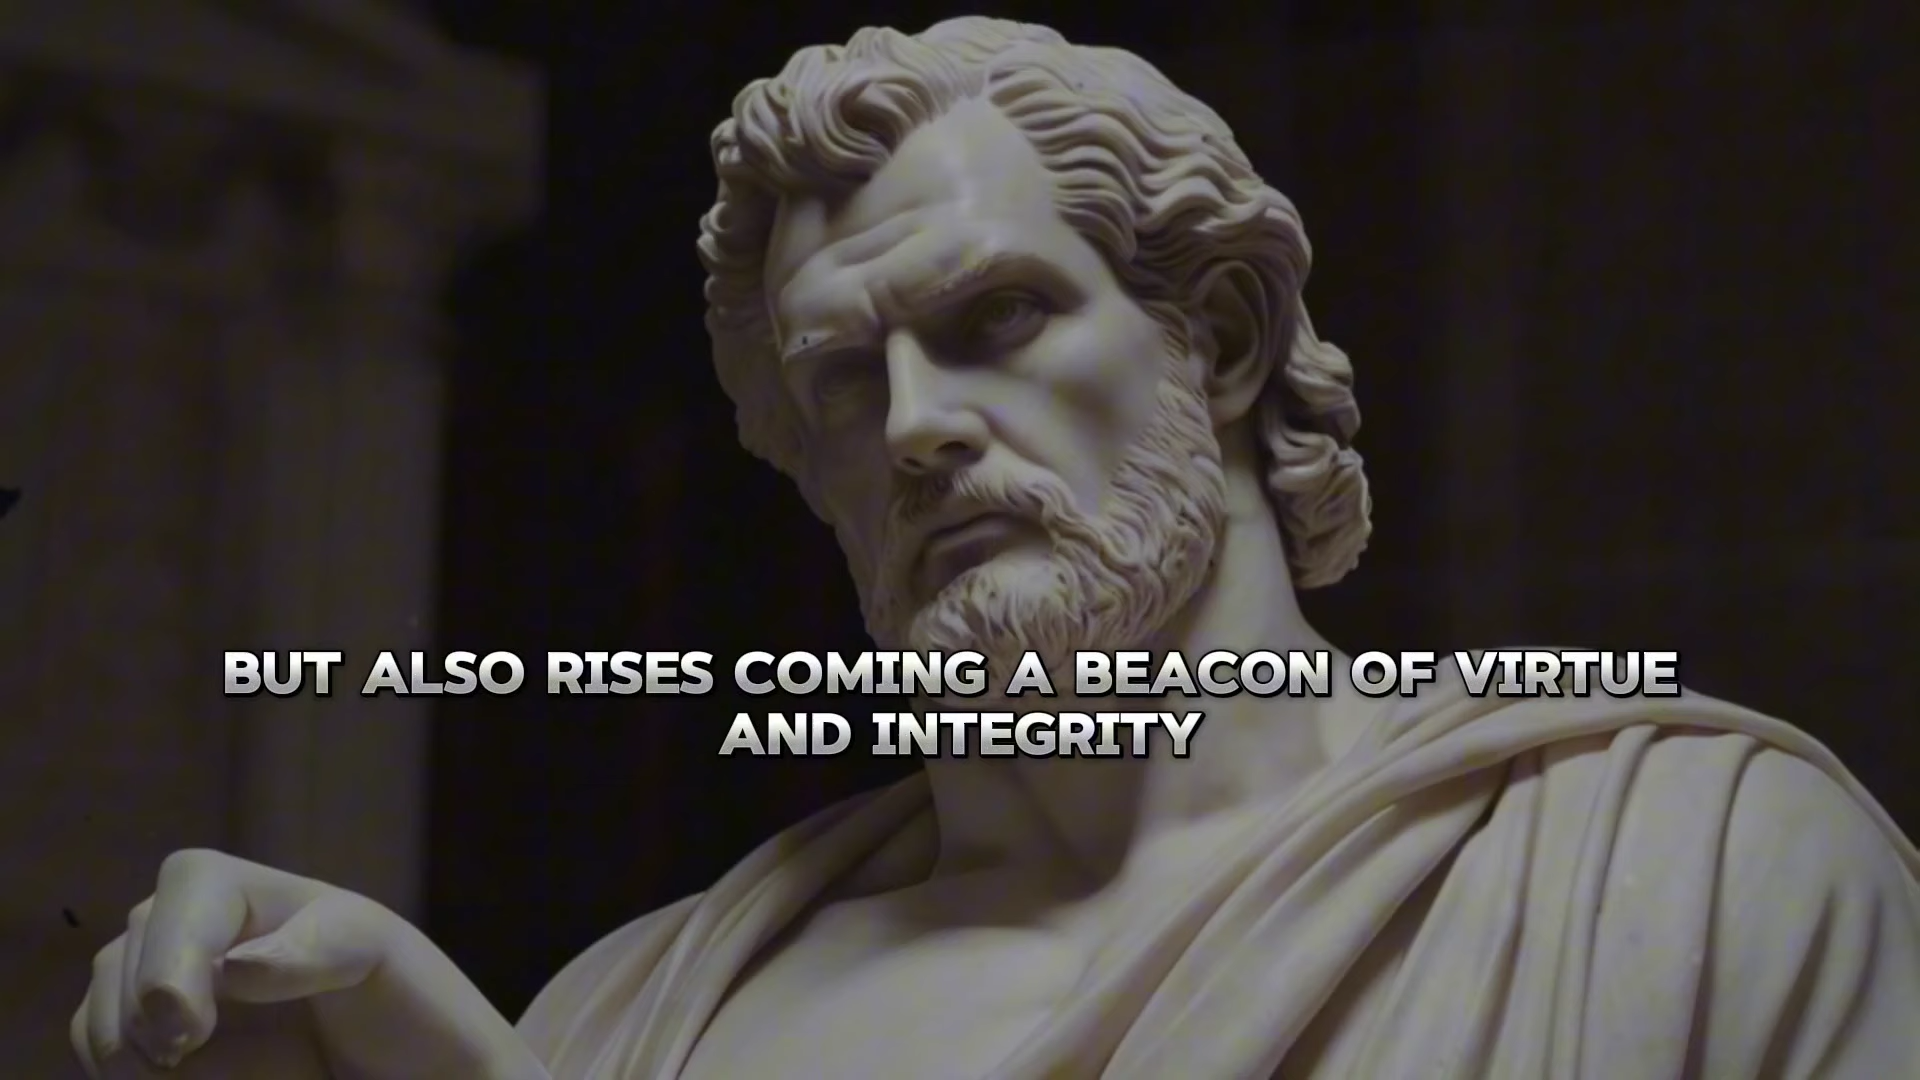 BUT ALSO RISES COMING A BEACON OF VIRTUE
AND INTEGRITY